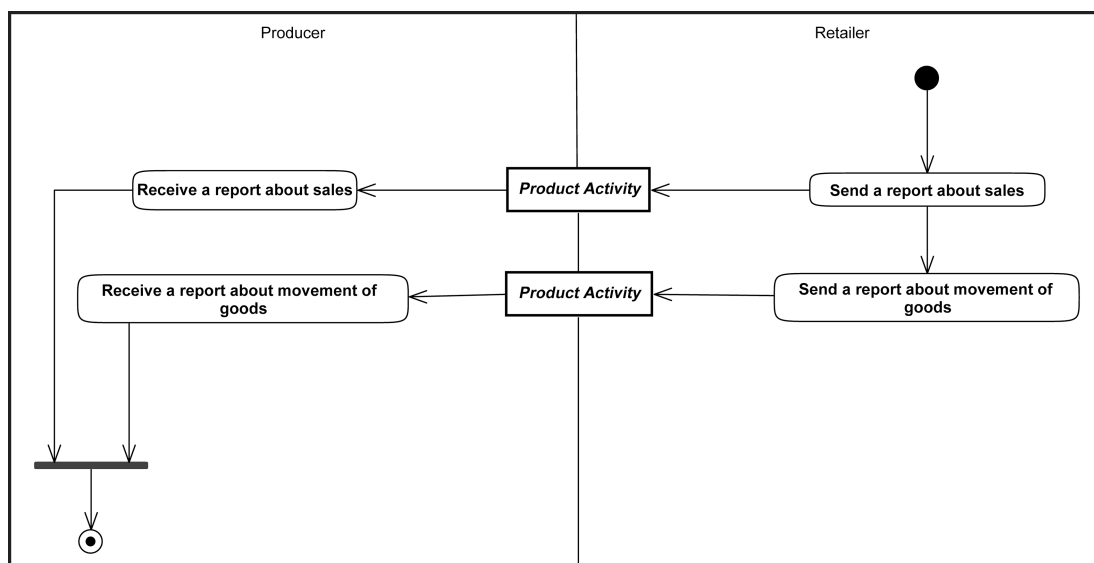 Producer
Retailer
Receive a report about sales
Product Activity
Send a report about sales
Receive a report about movement of
goods
Product Activity
Send a report about movement of
goods